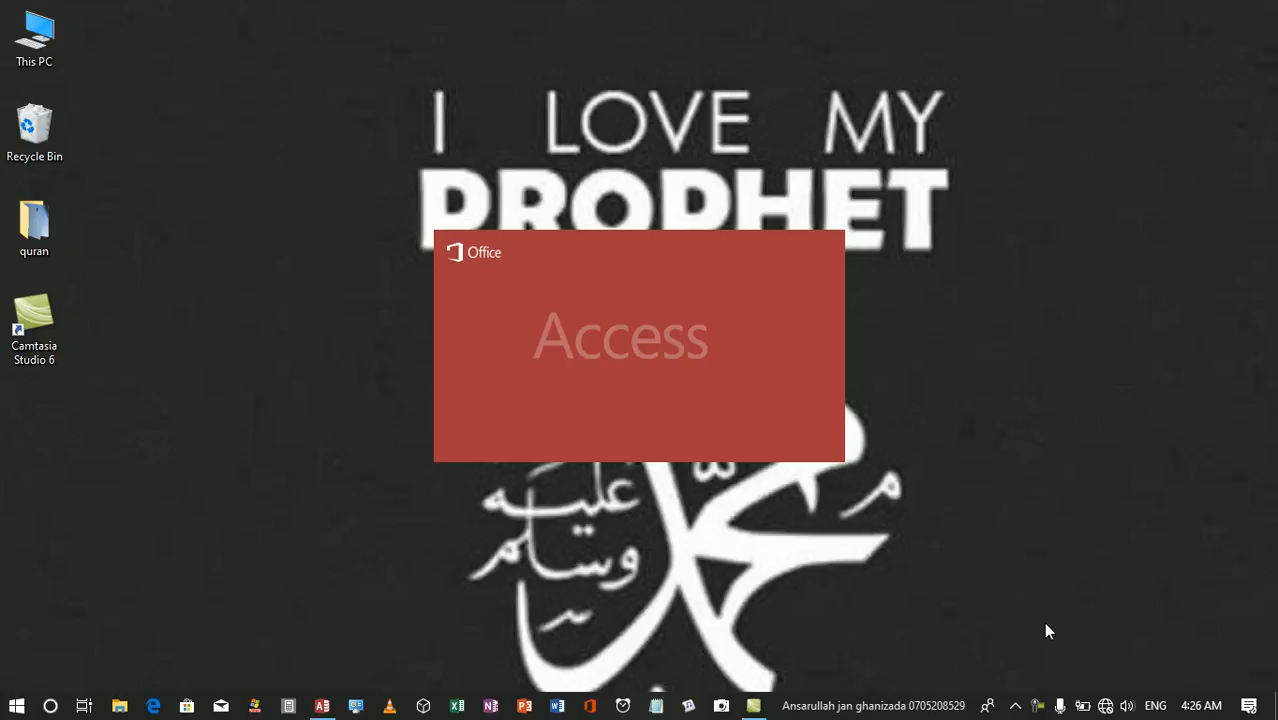 This PC
Recycle Bin
quran
Camtasia
Studio 6
I LOVE MY
PROPHET
Office
Access
محمد
عليه
وسلم
Ansarullah jan ghanizada 0705208529
ENG
4:26 AM